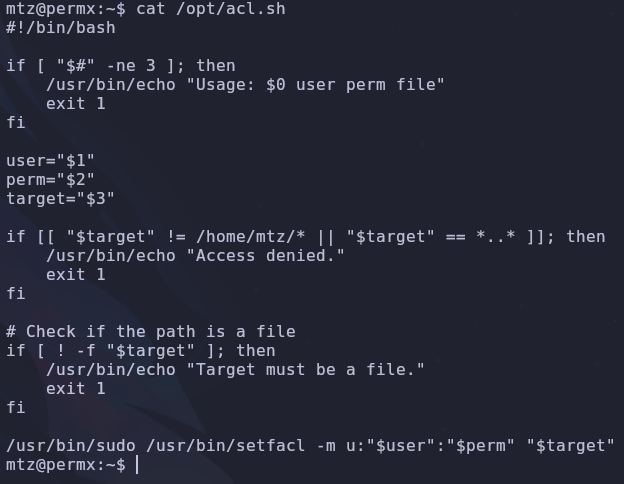 mtz@permx:~$ cat /opt/acl.sh
#!/bin/bash

if [ "$#" -ne 3 ]; then
    /usr/bin/echo "Usage: $0 user perm file"
    exit 1
fi

user="$1"
perm="$2"
target="$3"

if [[ "$target" != /home/mtz/* || "$target" == *..* ]]; then
    /usr/bin/echo "Access denied."
    exit 1
fi

# Check if the path is a file
if [ ! -f "$target" ]; then
    /usr/bin/echo "Target must be a file."
    exit 1
fi

/usr/bin/sudo /usr/bin/setfacl -m u:"$user":"$perm" "$target"
mtz@permx:~$